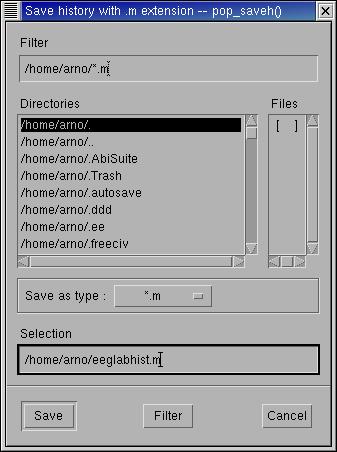 Save history with .m extension -- pop_saveh()
Filter
/home/arno/*.m
Directories
Files
/home/arno/.
[ ]
/home/arno/..
/home/arno/.AbiSuite
/home/arno/.Trash
/home/arno/.autosave
/home/arno/.ddd
/home/arno/.ee
/home/arno/.freeciv
Save as type : *.m
Selection
/home/arno/eeglabhist.m
Save Filter Cancel